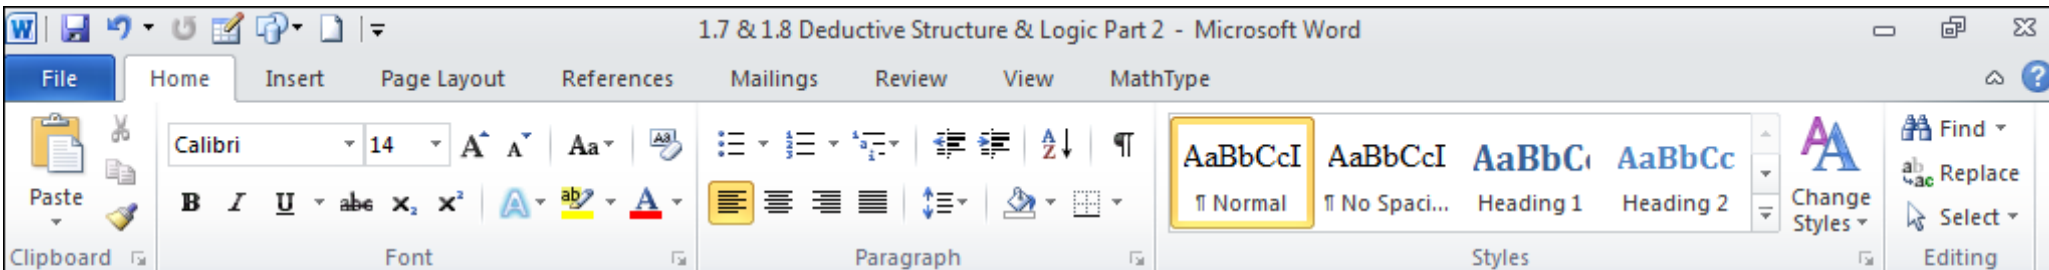 1.7 & 1.8 Deductive Structure & Logic Part 2 - Microsoft Word
File Home Insert Page Layout References Mailings Review View MathType
Calibri 14 A A Aa
AaBbCcI AaBbCcI AaBbC AaBbCc
Find
Replace
Select
Paste
B I U abc x₂ x² A ab A
¶ Normal ¶ No Spaci... Heading 1 Heading 2
Change Styles
Clipboard Font Paragraph Styles Editing